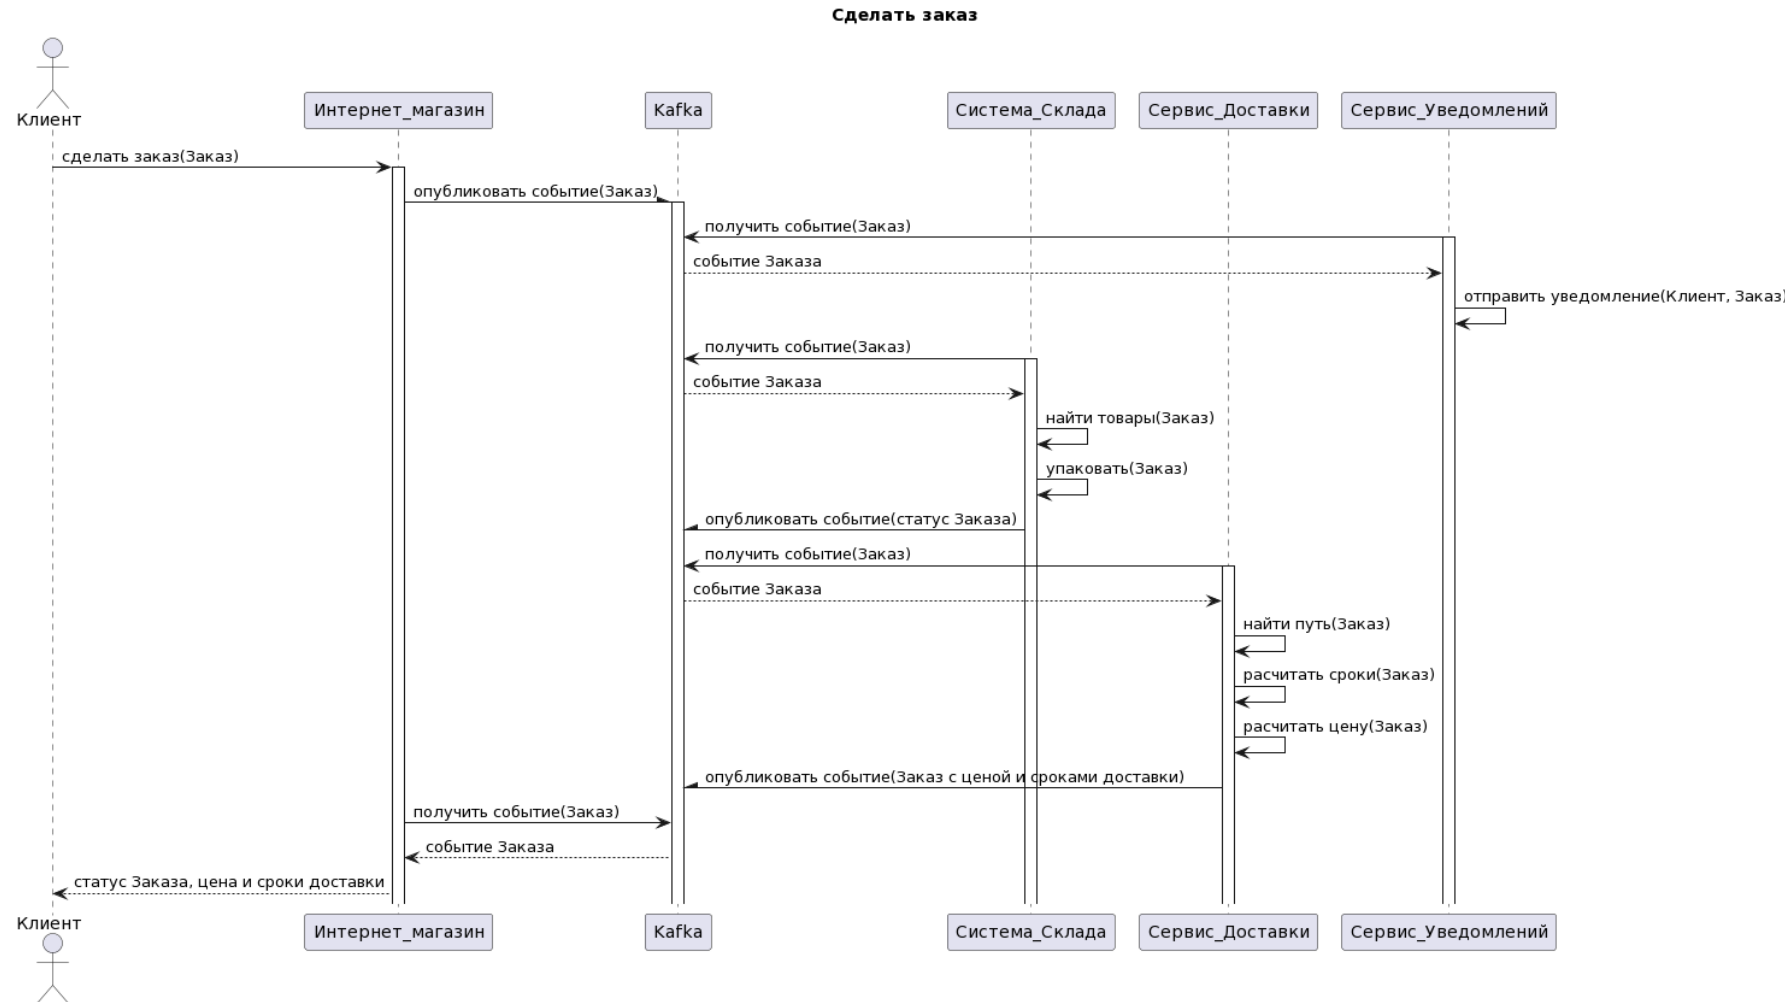 Сделать заказ
Клиент
Интернет_магазин
Kafka
Система_Склада
Сервис_Доставки
Сервис_Уведомлений
сделать заказ(Заказ)
опубликовать событие(Заказ)
получить событие(Заказ)
событие Заказа
отправить уведомление(Клиент, Заказ)
получить событие(Заказ)
событие Заказа
найти товары(Заказ)
упаковать(Заказ)
опубликовать событие(статус Заказа)
получить событие(Заказ)
событие Заказа
найти путь(Заказ)
расчитать сроки(Заказ)
расчитать цену(Заказ)
опубликовать событие(Заказ с ценой и сроками доставки)
получить событие(Заказ)
событие Заказа
статус Заказа, цена и сроки доставки
Клиент
Интернет_магазин
Kafka
Система_Склада
Сервис_Доставки
Сервис_Уведомлений